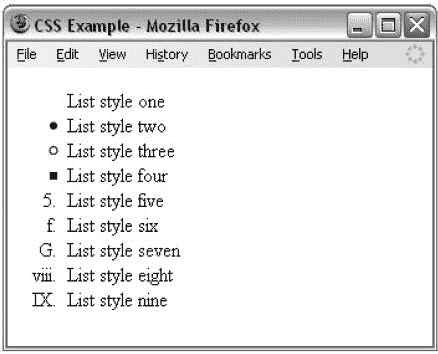 CSS Example - Mozilla Firefox
File Edit View History Bookmarks Tools Help
List style one
● List style two
○ List style three
■ List style four
5. List style five
f. List style six
G. List style seven
viii. List style eight
IX. List style nine